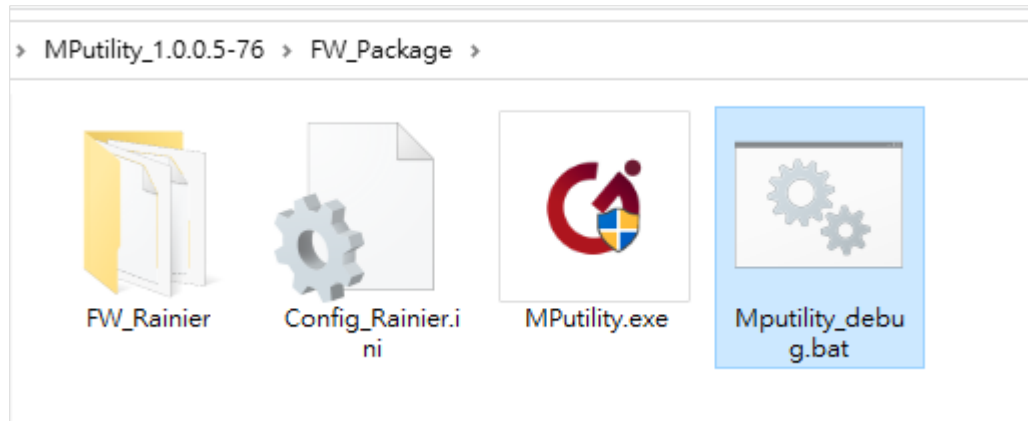 › MPutility_1.0.0.5-76 › FW_Package ›
FW_Rainier
Config_Rainier.i
ni
MPutility.exe
Mputility_debu
g.bat